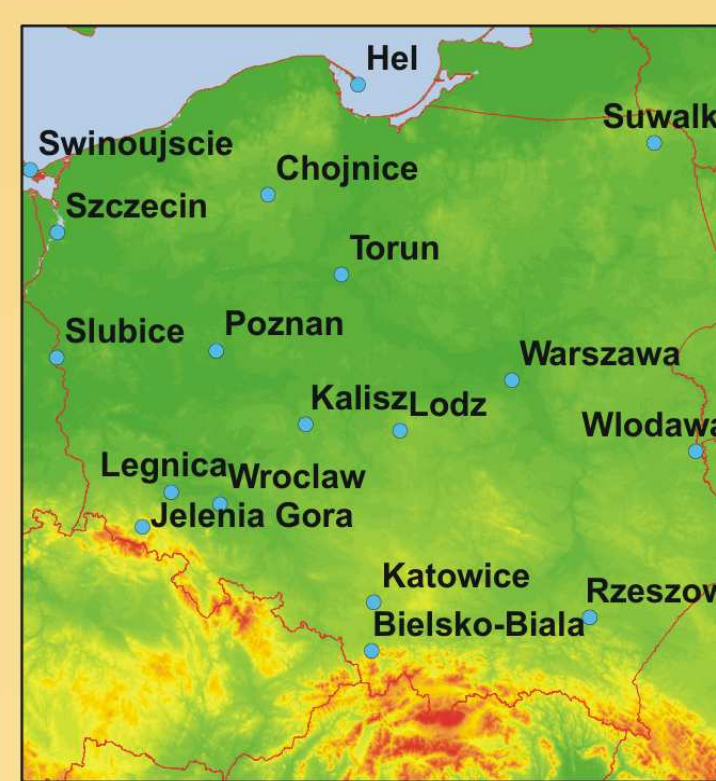 Hel
Suwalk
Swinoujscie
Chojnice
Szczecin
Torun
Poznan
Slubice
Warszawa
Kalisz
Lodz
Wlodawa
Legnica
Wroclaw
Jelenia Gora
Katowice
Rzeszow
Bielsko-Biala